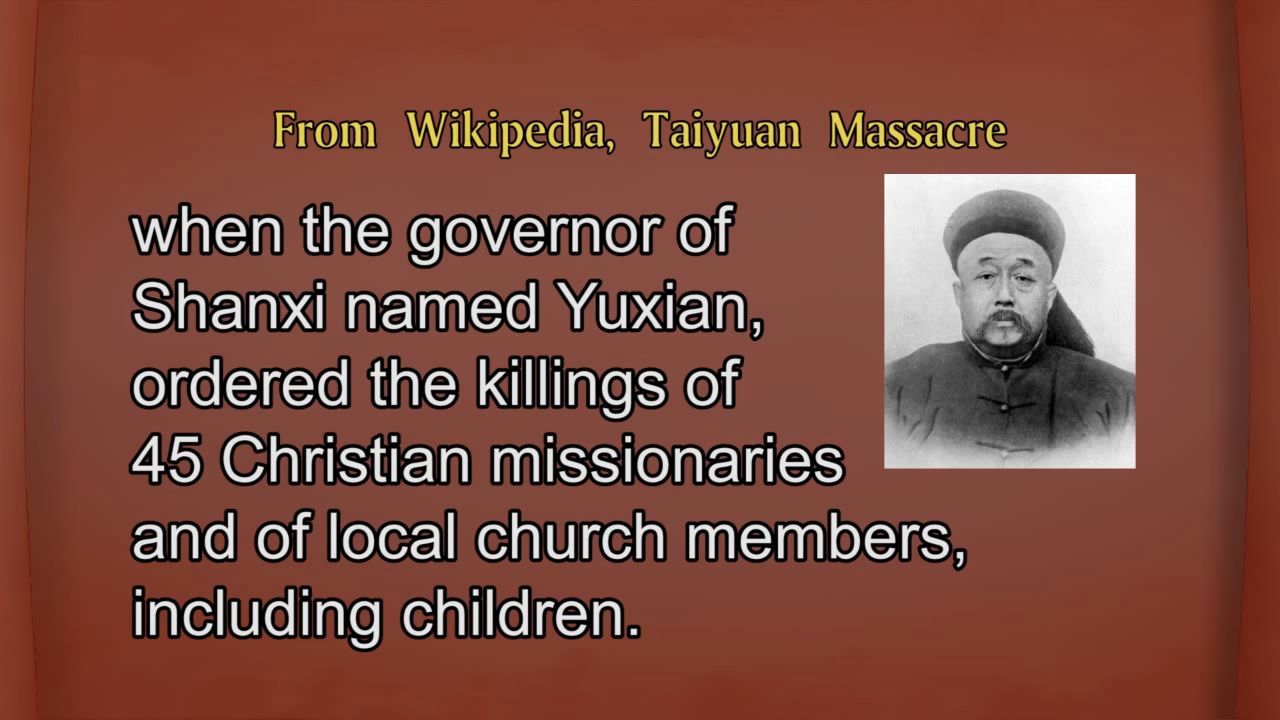 From Wikipedia, Taiyuan Massacre
when the governor of
Shanxi named Yuxian,
ordered the killings of
45 Christian missionaries
and of local church members,
including children.